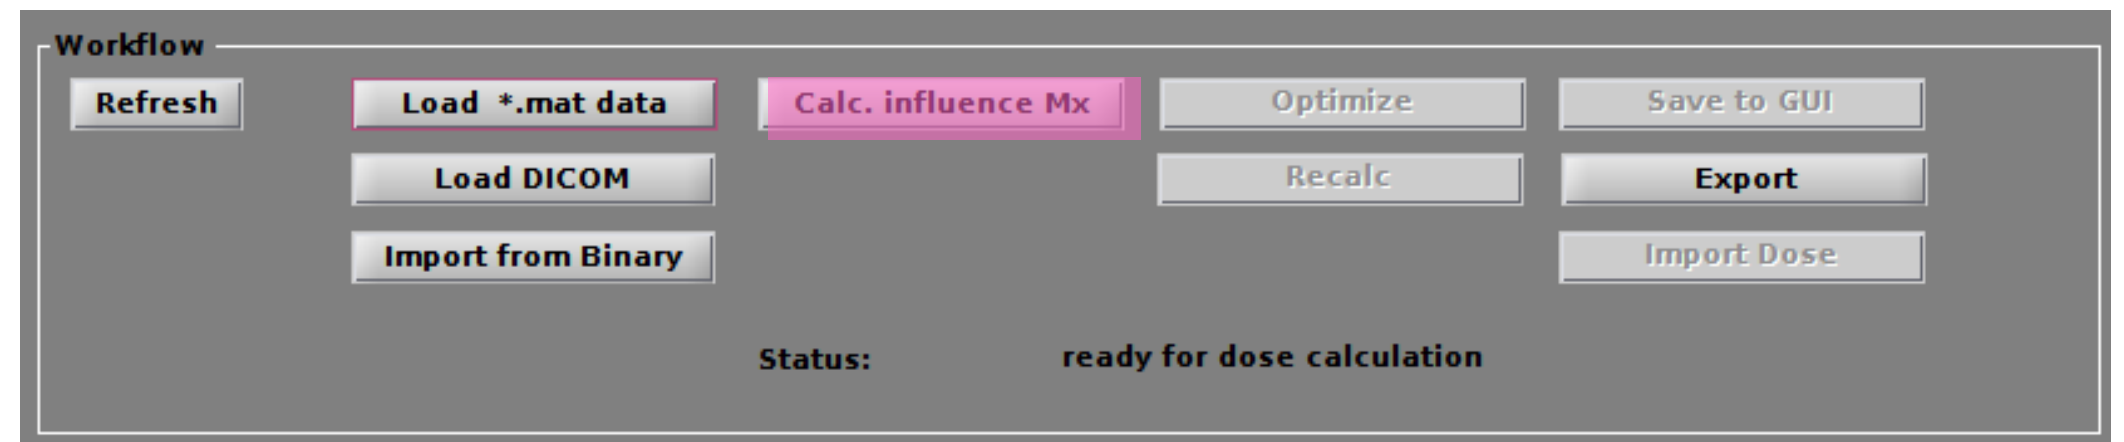 Workflow
Refresh Load *.mat data Calc. influence Mx Optimize Save to GUI
Load DICOM Recalc Export
Import from Binary Import Dose
Status: ready for dose calculation